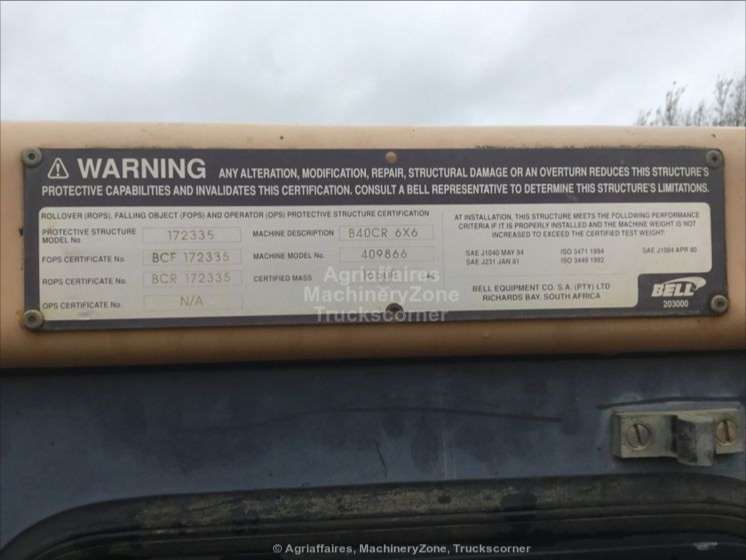 WARNING ANY ALTERATION, MODIFICATION, REPAIR, STRUCTURAL DAMAGE OR AN OVERTURN REDUCES THIS STRUCTURE'S
PROTECTIVE CAPABILITIES AND INVALIDATES THIS CERTIFICATION. CONSULT A BELL REPRESENTATIVE TO DETERMINE THIS STRUCTURE'S LIMITATIONS.
ROLLOVER (ROPS), FALLING OBJECT (FOPS) AND OPERATOR (OPS) PROTECTIVE STRUCTURE CERTIFICATION
PROTECTIVE STRUCTURE
MODEL No 172335
FOPS CERTIFICATE No BCF 172335
ROPS CERTIFICATE No BCR 172335
OPS CERTIFICATE No N/A
MACHINE DESCRIPTION B40CR 6X6
MACHINE MODEL No 409866
CERTIFIED MASS
AT INSTALLATION, THIS STRUCTURE MEETS THE FOLLOWING PERFORMANCE
CRITERIA IF IT IS PROPERLY INSTALLED AND THE MACHINE WEIGHT IS NOT
INCREASED TO EXCEED THE CERTIFIED TEST WEIGHT:
SAE J1040 MAY 94 ISO 3471 1994 SAE J1084 APR 80
SAE J231 JAN 81 ISO 3449 1992
BELL EQUIPMENT CO. S.A. (PTY) LTD
RICHARDS BAY, SOUTH AFRICA
BELL
203000
Agriaffaires
MachineryZone
Truckscorner
© Agriaffaires, MachineryZone, Truckscorner